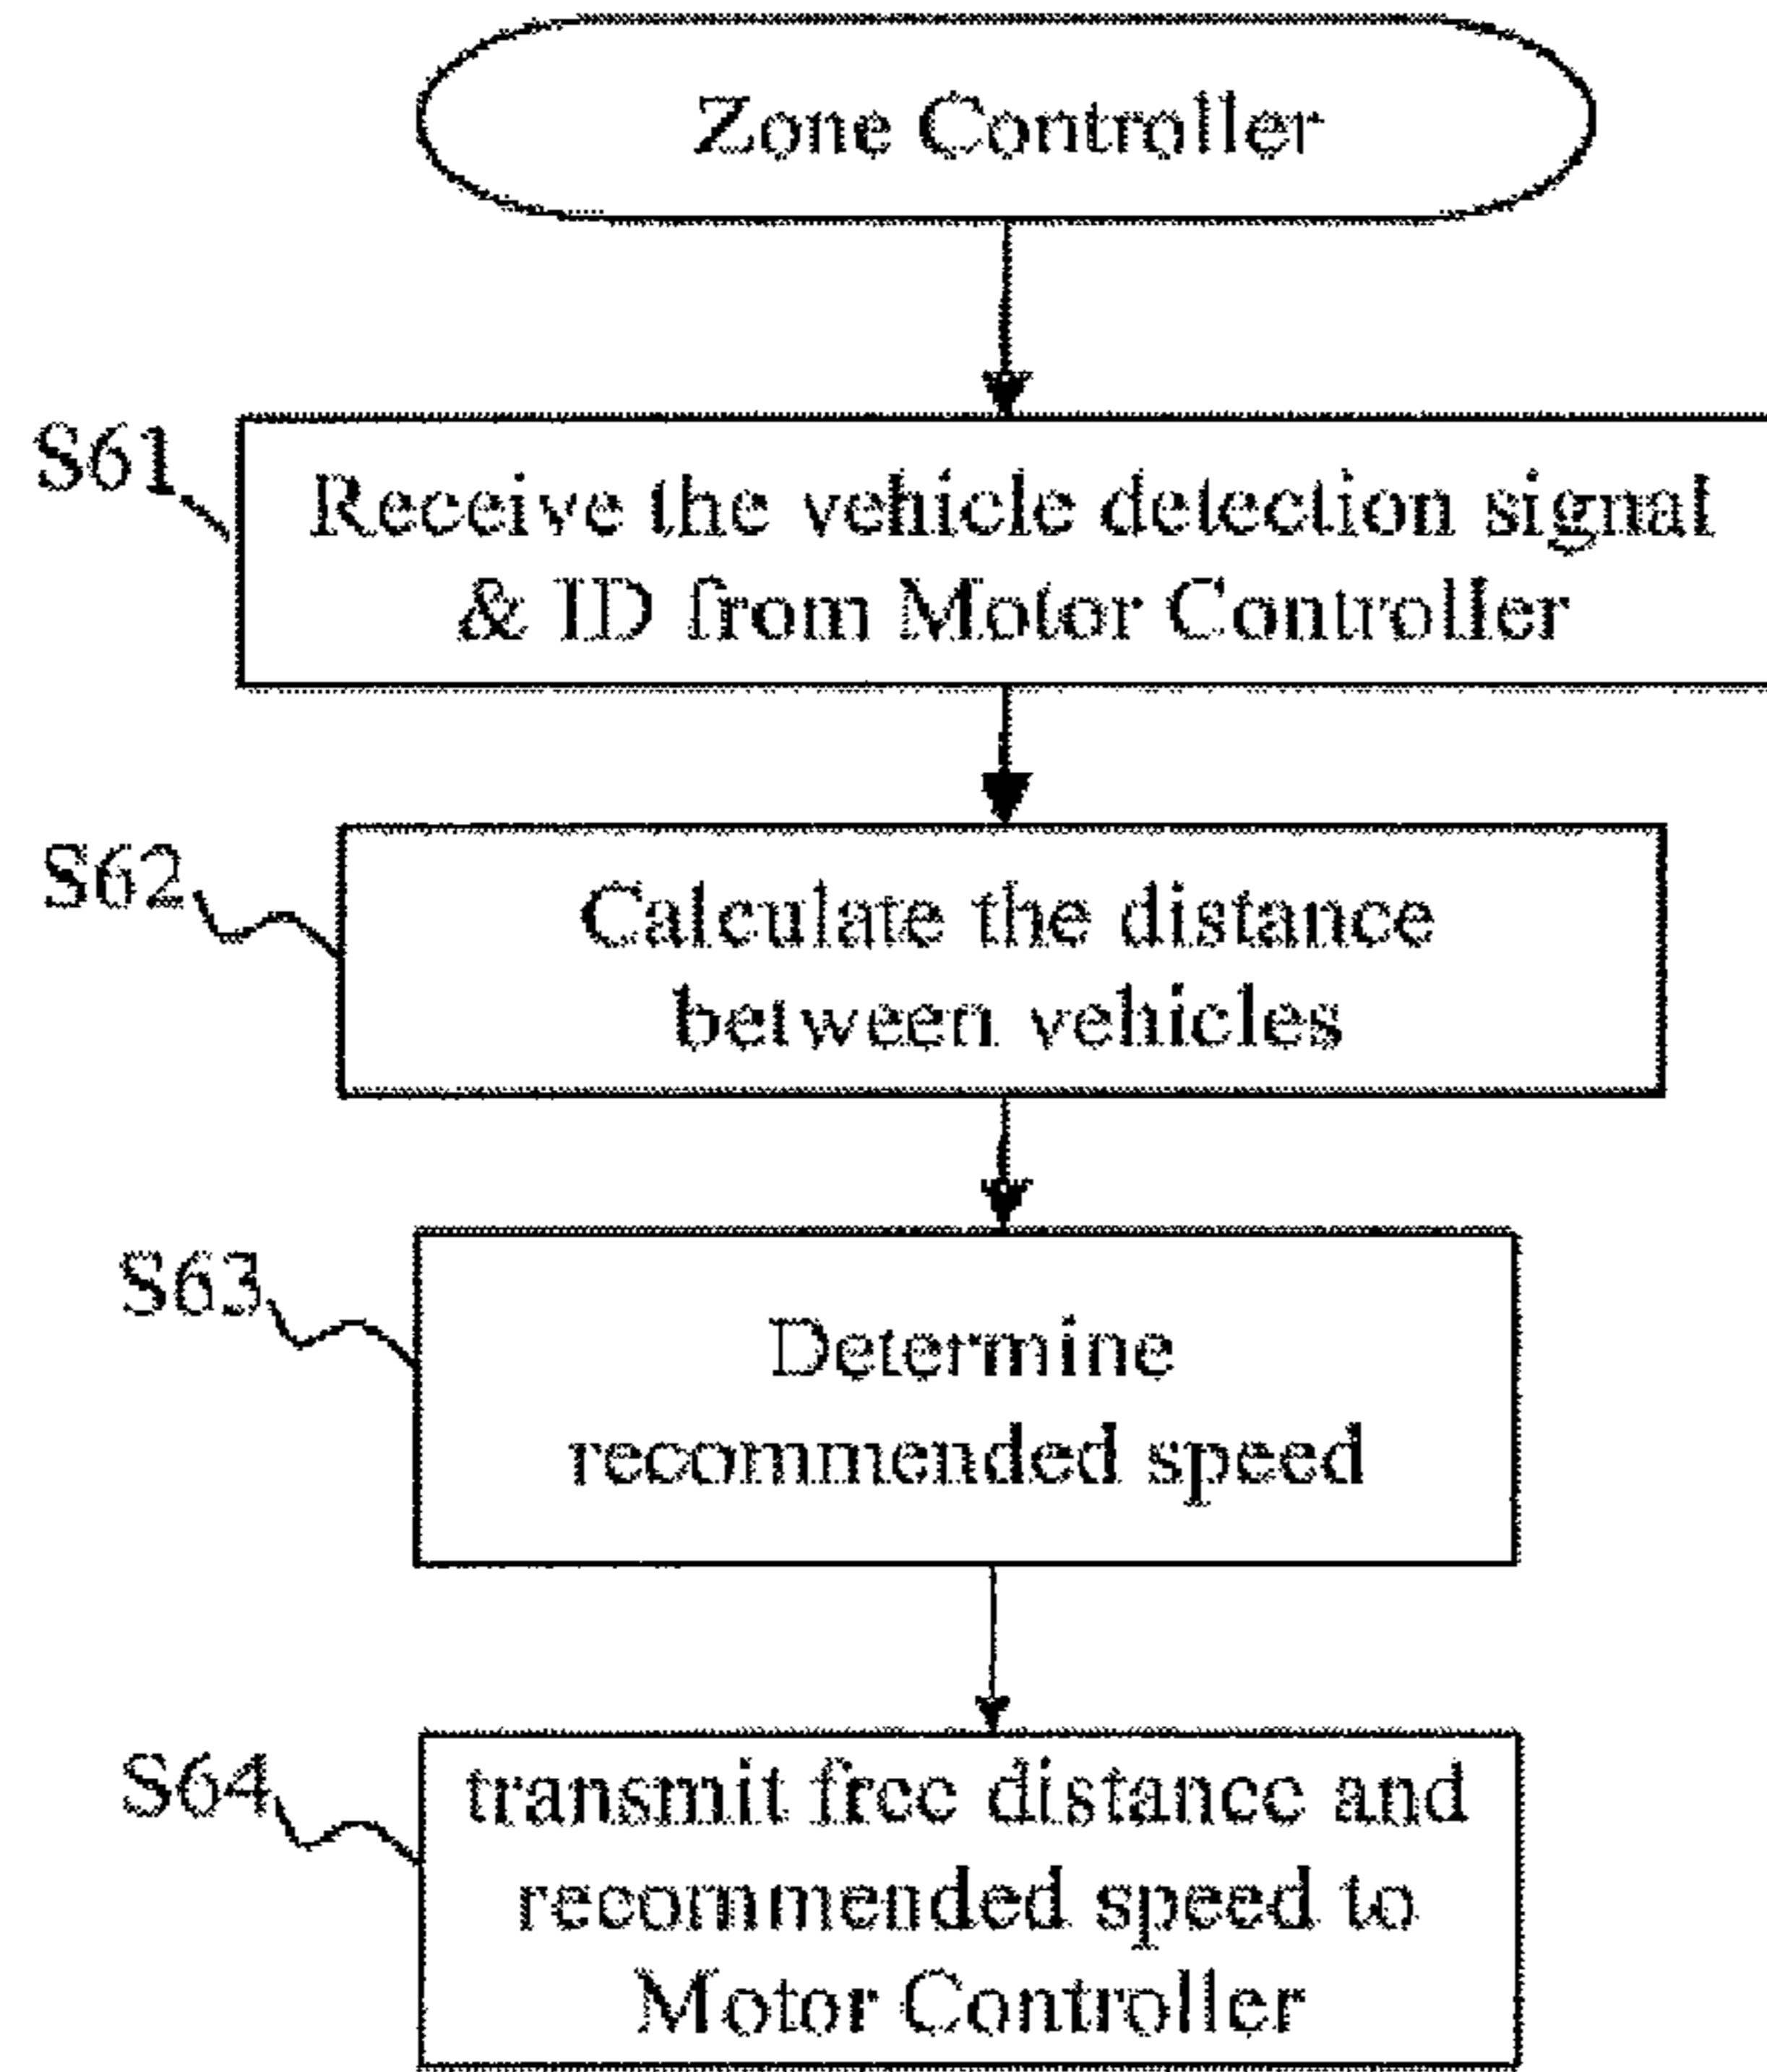 Zone Controller
S61
Receive the vehicle detection signal
& ID from Motor Controller
S62
Calculate the distance
between vehicles
S63
Determine
recommended speed
S64
transmit free distance and
recommended speed to
Motor Controller